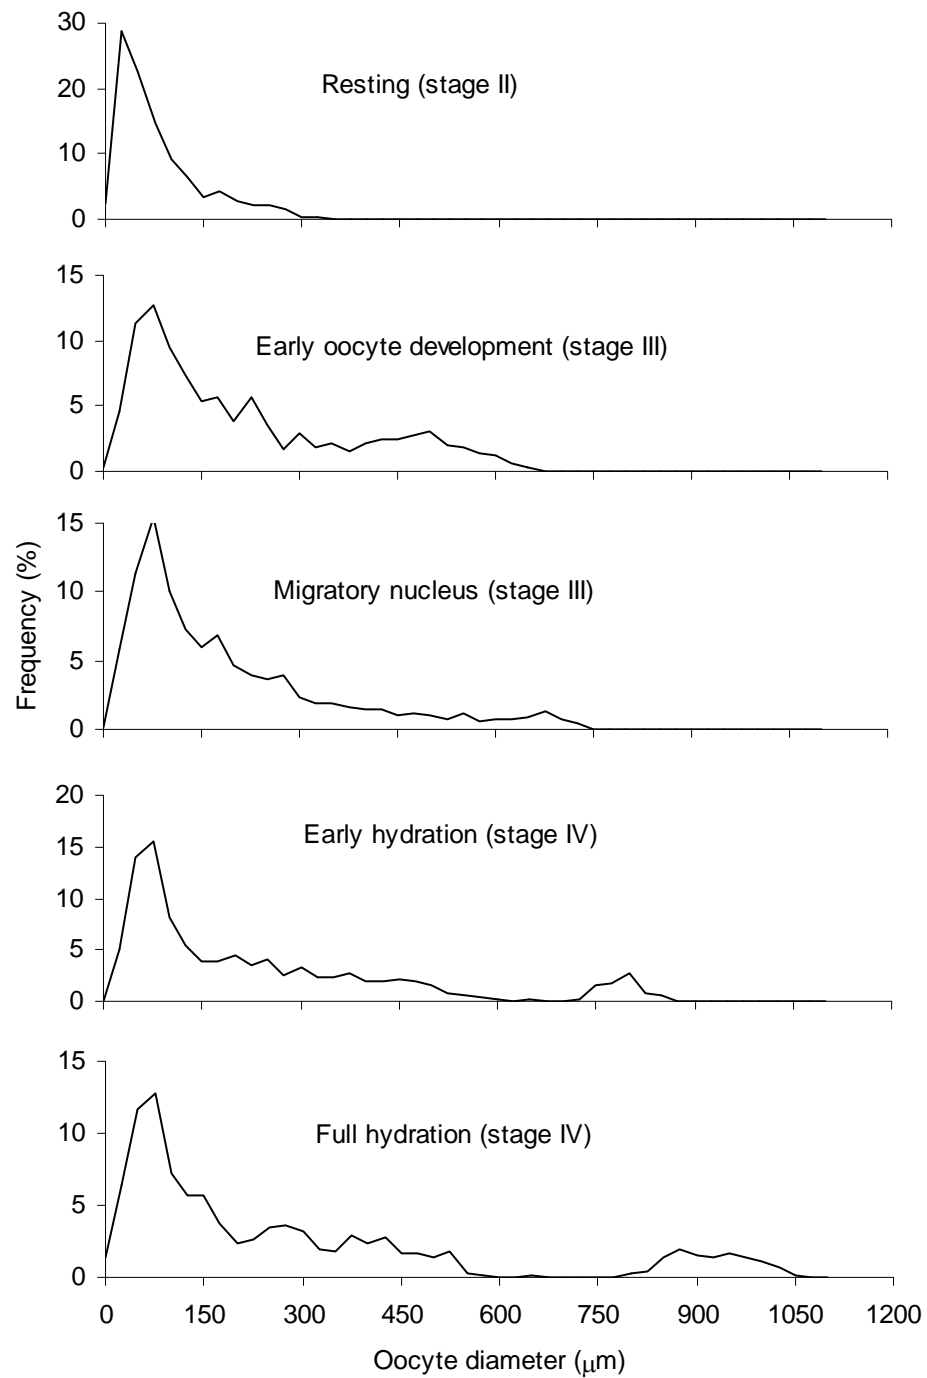 30
20
10
0
Resting (stage II)
15
10
5
0
Early oocyte development (stage III)
Frequency (%)
15
10
5
0
Migratory nucleus (stage III)
20
15
10
5
0
Early hydration (stage IV)
15
10
5
0
Full hydration (stage IV)
0 150 300 450 600 750 900 1050 1200
Oocyte diameter (μm)